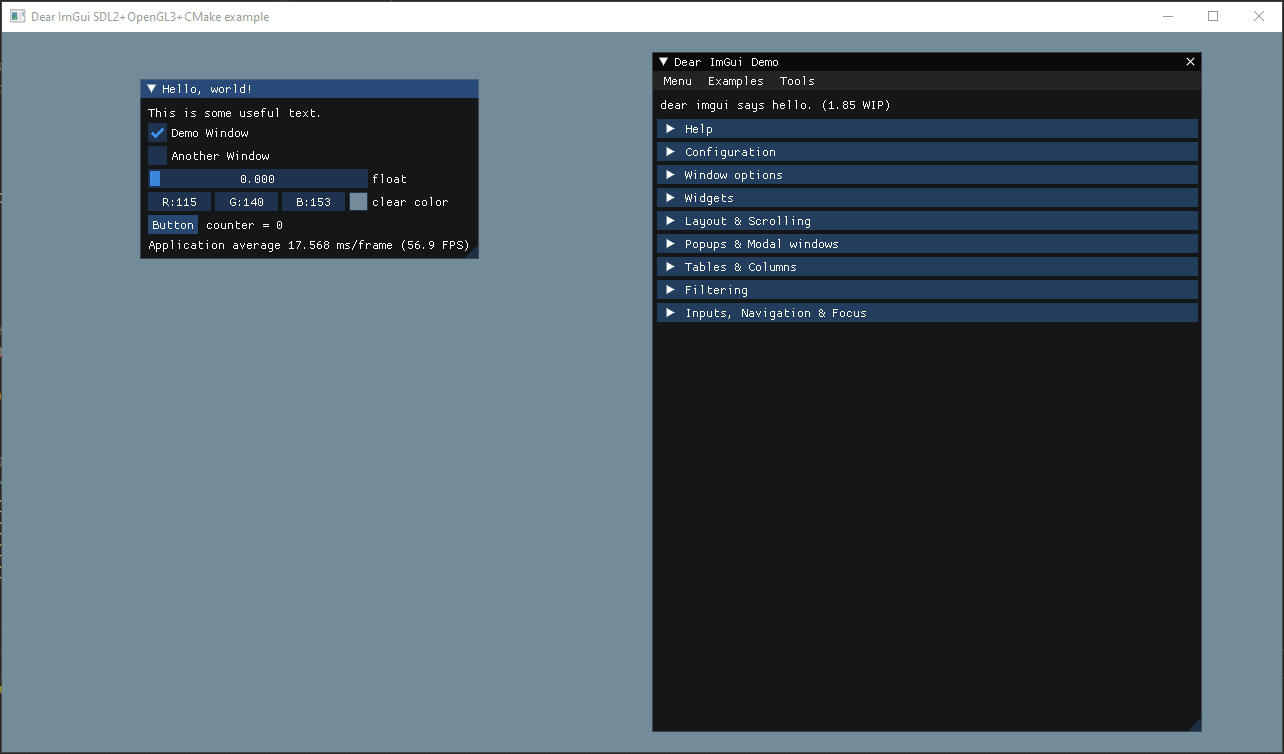 Dear ImGui SDL2+OpenGL3+CMake example
Hello, world!
This is some useful text.
Demo Window
Another Window
0.000 float
R:115 G:140 B:153 clear color
Button counter = 0
Application average 17.568 ms/frame (56.9 FPS)
Dear ImGui Demo
Menu Examples Tools
dear imgui says hello. (1.85 WIP)
Help
Configuration
Window options
Widgets
Layout & Scrolling
Popups & Modal windows
Tables & Columns
Filtering
Inputs, Navigation & Focus